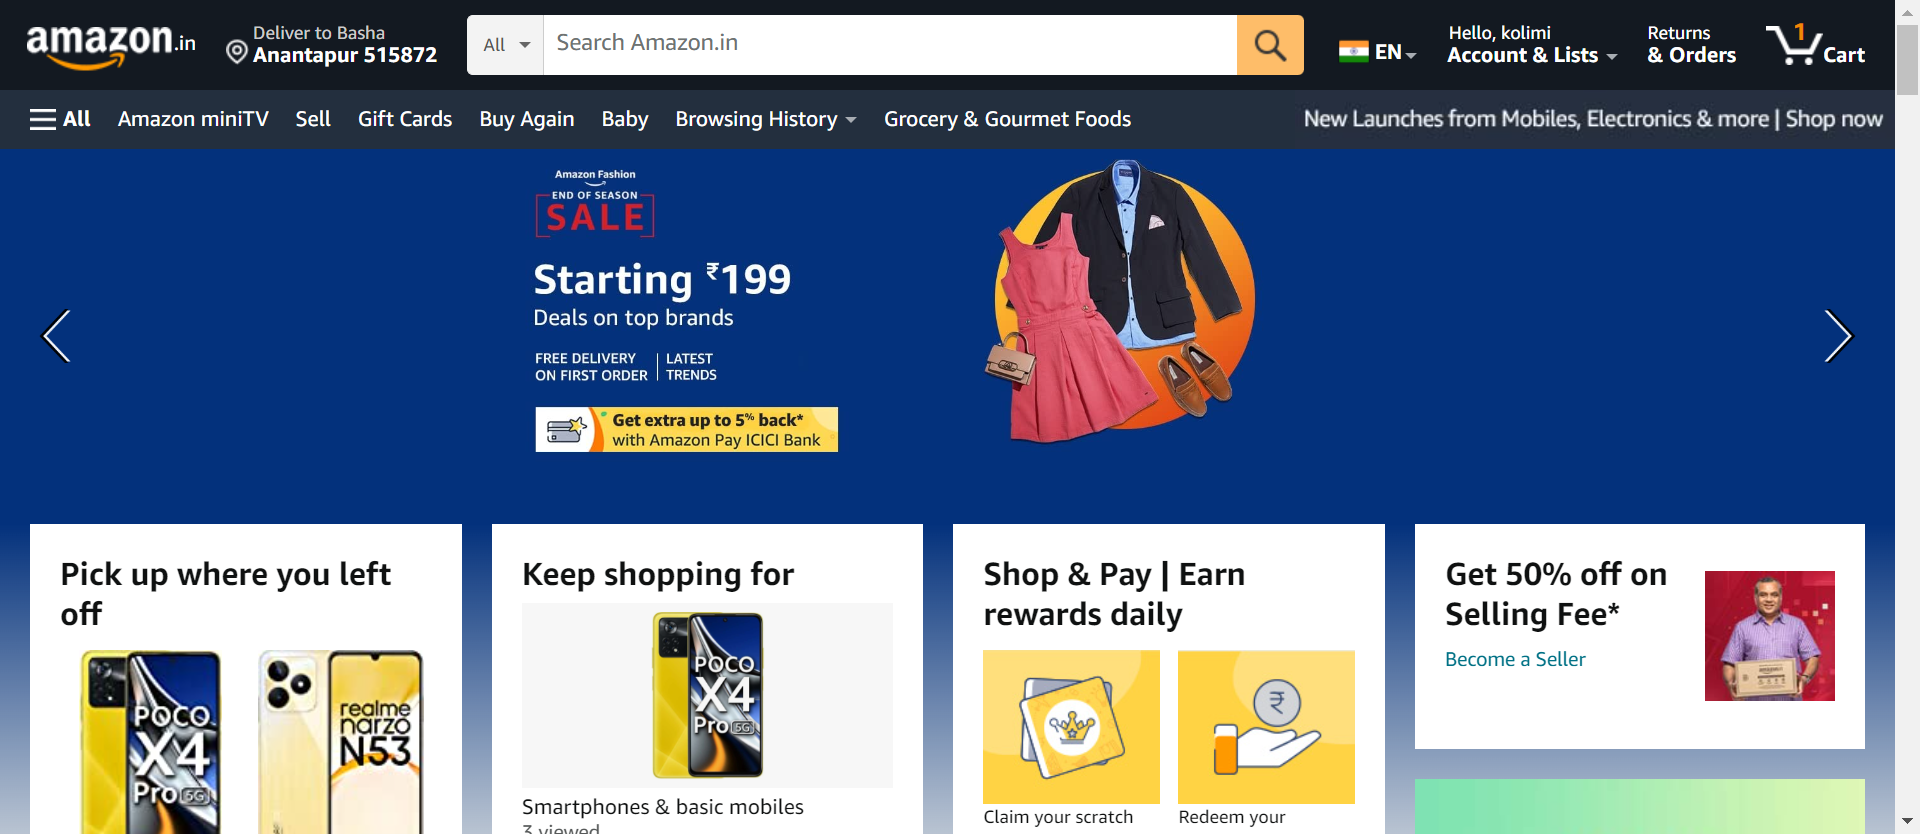 amazon.in
Deliver to Basha
Anantapur 515872
All
Search Amazon.in
EN
Hello, kolimi
Account & Lists
Returns
& Orders
1
Cart
All
Amazon miniTV
Sell
Gift Cards
Buy Again
Baby
Browsing History
Grocery & Gourmet Foods
New Launches from Mobiles, Electronics & more | Shop now
Amazon Fashion
END OF SEASON
SALE
Starting ₹199
Deals on top brands
FREE DELIVERY
ON FIRST ORDER
LATEST
TRENDS
Get extra up to 5% back*
with Amazon Pay ICICI Bank
Pick up where you left
off
POCO
X4
Pro 5G
realme
narzo
N53
Keep shopping for
POCO
X4
Pro 5G
Smartphones & basic mobiles
3 viewed
Shop & Pay | Earn
rewards daily
₹
Claim your scratch
Redeem your
Get 50% off on
Selling Fee*
Become a Seller
amazon